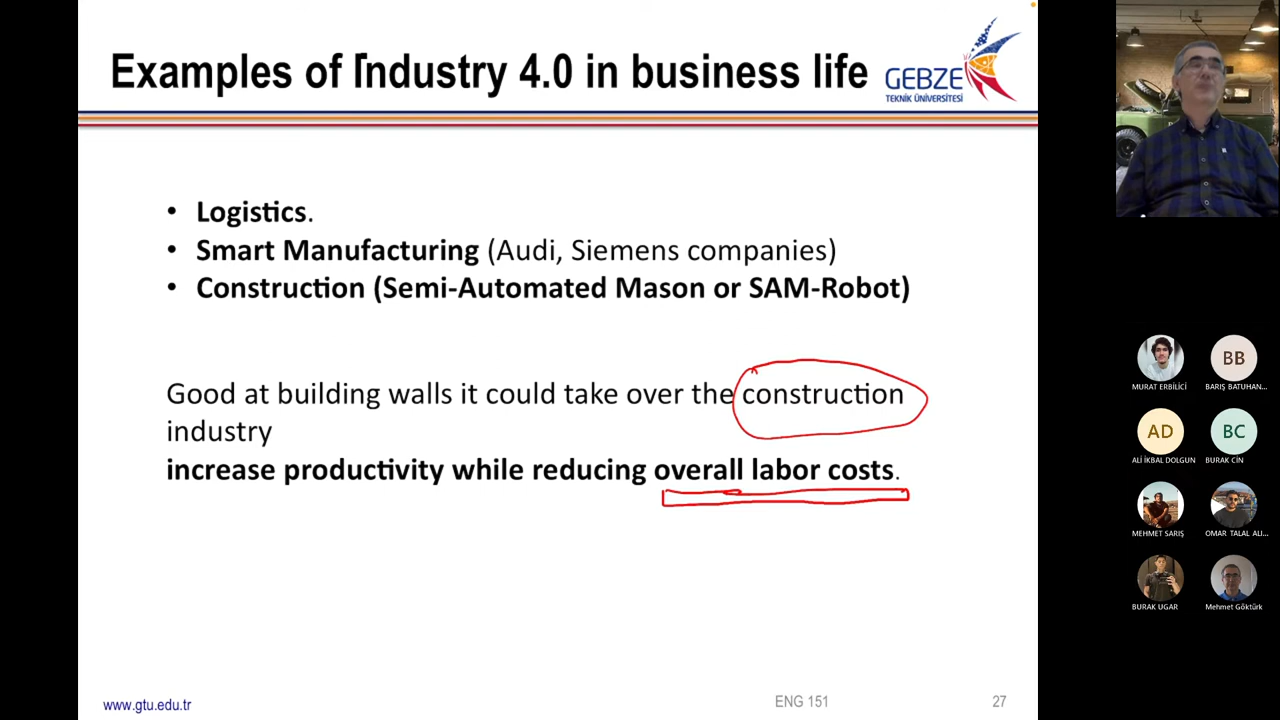 Examples of Industry 4.0 in business life
GEBZE
TEKNİK ÜNİVERSİTESİ
• Logistics.
• Smart Manufacturing (Audi, Siemens companies)
• Construction (Semi-Automated Mason or SAM-Robot)
Good at building walls it could take over the construction
industry
increase productivity while reducing overall labor costs.
www.gtu.edu.tr
ENG 151
27
MURAT ERBİLİCİ
BB
BARIŞ BATUHAN...
AD
ALİ İKBAL DOLGUN
BC
BURAK CİN
MEHMET SARIŞ
OMAR TALAL ALI...
BURAK UGAR
Mehmet Göktürk